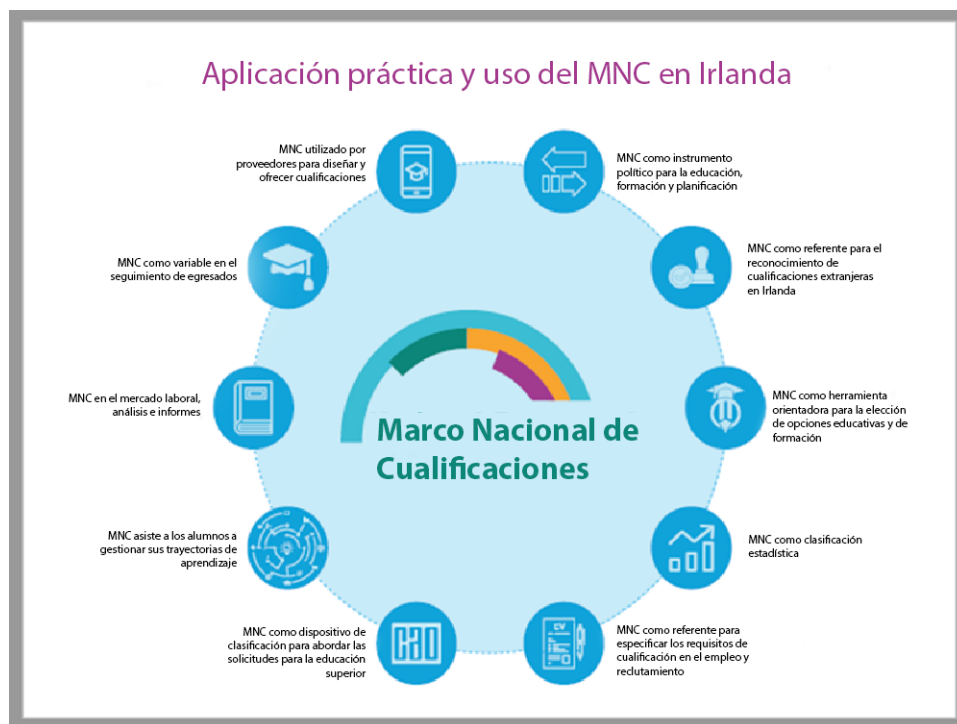 Aplicación práctica y uso del MNC en Irlanda
MNC utilizado por
proveedores para diseñar y
ofrecer cualificaciones
MNC como instrumento
político para la educación,
formación y planificación
MNC como variable en el
seguimiento de egresados
MNC como referente para el
reconocimiento de
cualificaciones extranjeras
en Irlanda
MNC en el mercado laboral,
análisis e informes
Marco Nacional de
Cualificaciones
MNC como herramienta
orientadora para la elección
de opciones educativas y de
formación
MNC asiste a los alumnos a
gestionar sus trayectorias de
aprendizaje
MNC como clasificación
estadística
MNC como dispositivo de
clasificación para abordar las
solicitudes para la educación
superior
CAO
CV
MNC como referente para
especificar los requisitos de
cualificación en el empleo y
reclutamiento